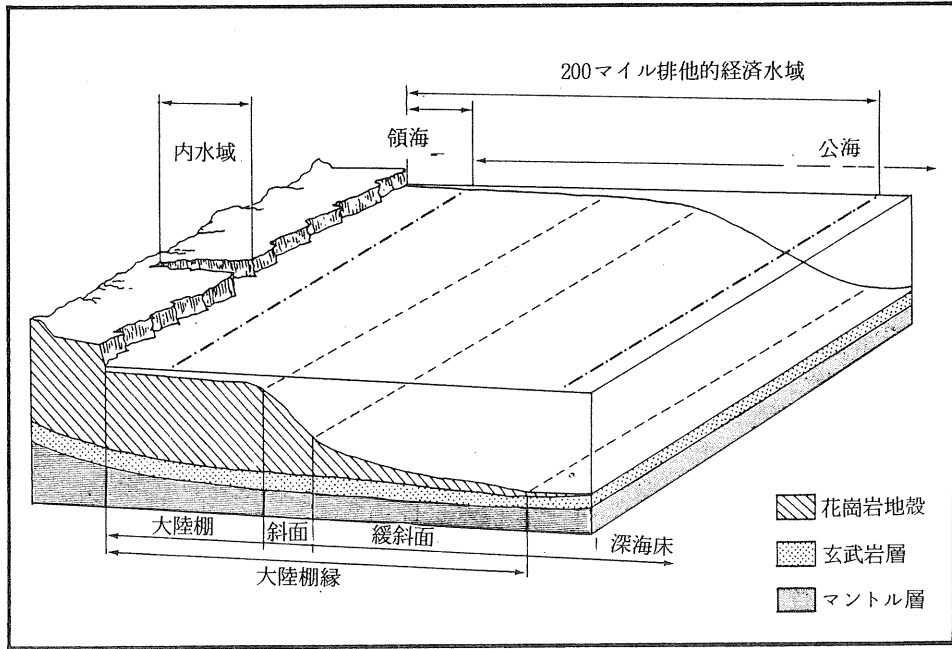 200マイル排他的経済水域
領海
内水域
公海
大陸棚
斜面
緩斜面
深海床
大陸棚縁
花崗岩地殻
玄武岩層
マントル層